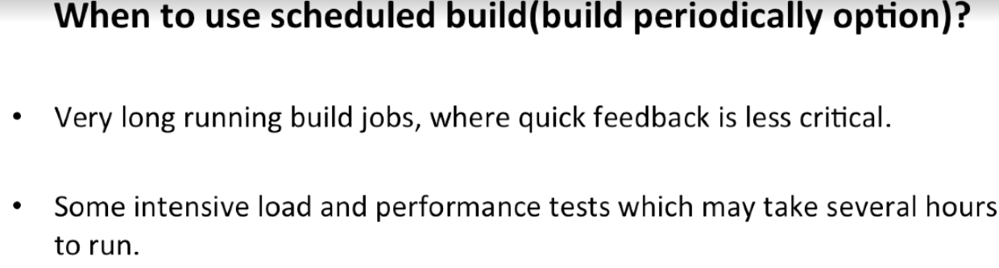 When to use scheduled build(build periodically option)?
• Very long running build jobs, where quick feedback is less critical.
• Some intensive load and performance tests which may take several hours
to run.